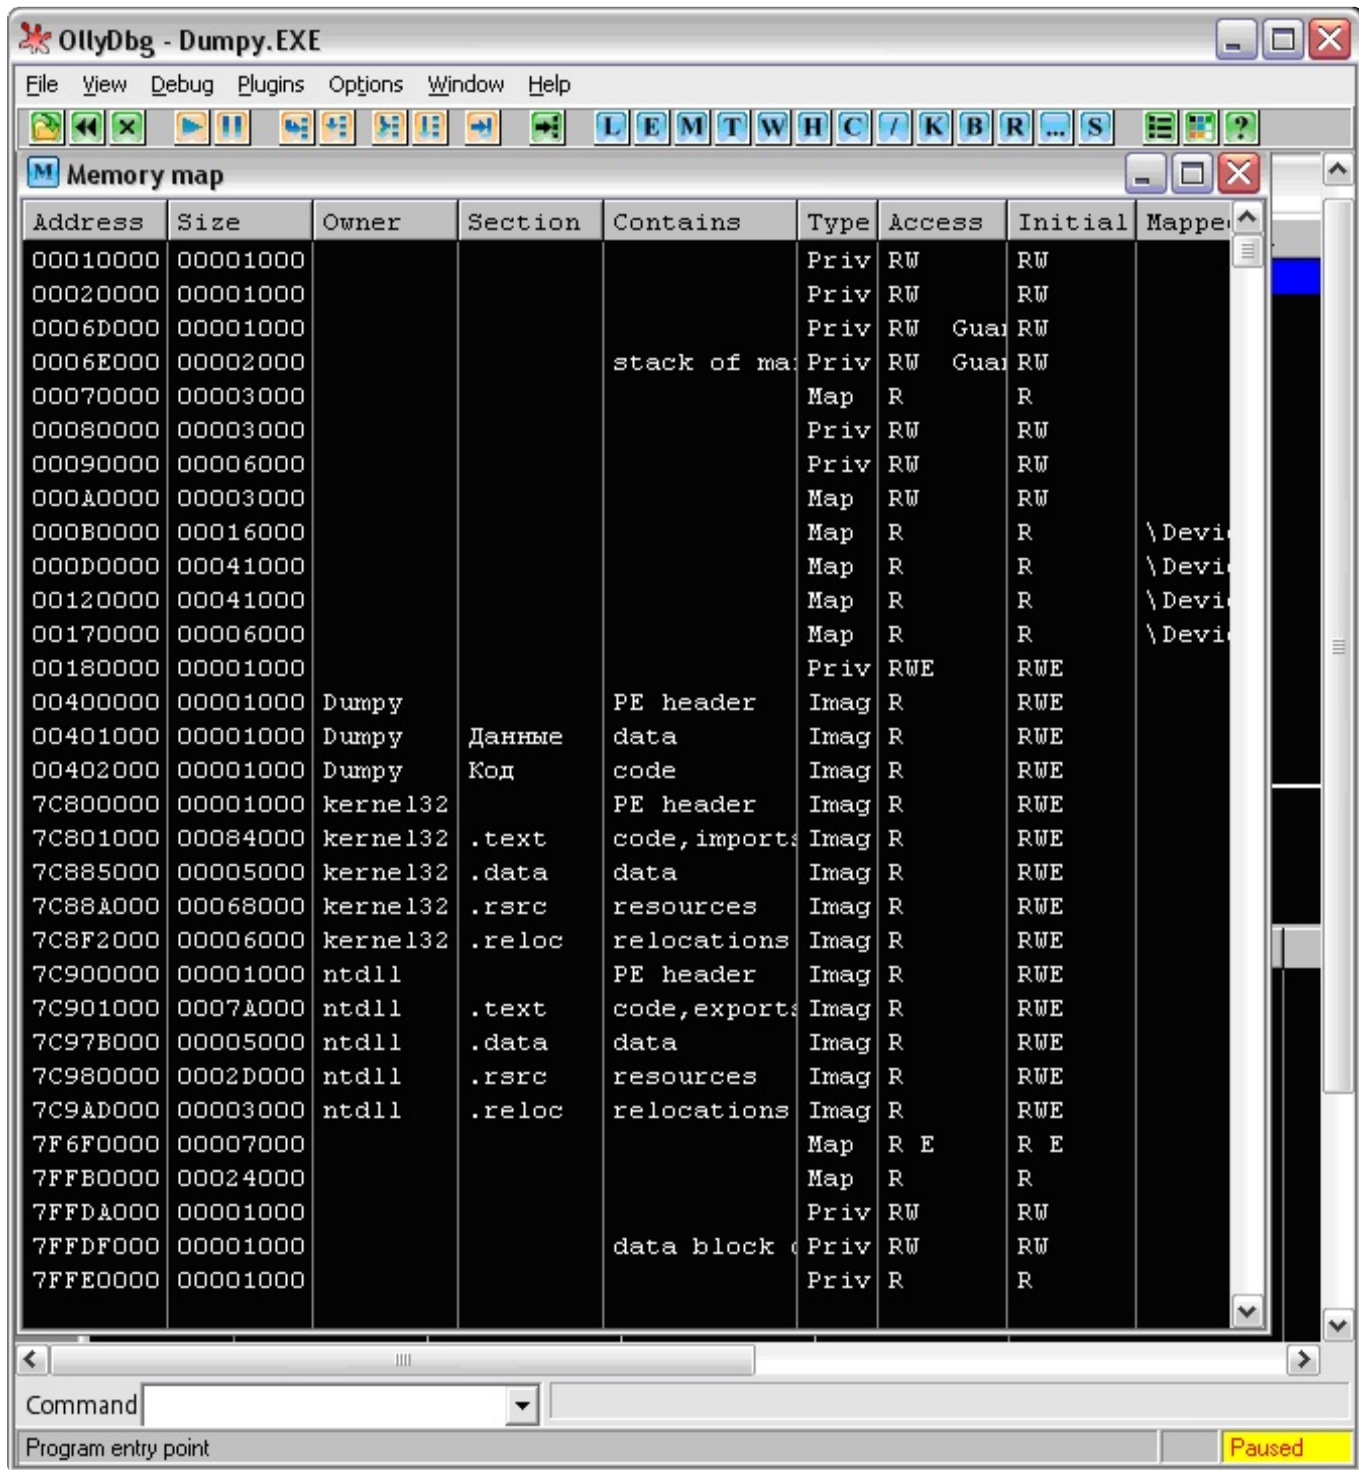 OllyDbg - Dumpy.EXE
File View Debug Plugins Options Window Help
L E M T W H C / K B R ... S ?
M Memory map
Address Size Owner Section Contains Type Access Initial Mapped
00010000 00001000 Priv RW RW
00020000 00001000 Priv RW RW
0006D000 00001000 Priv RW Guar RW
0006E000 00002000 stack of mai Priv RW Guar RW
00070000 00003000 Map R R
00080000 00003000 Priv RW RW
00090000 00006000 Priv RW RW
000A0000 00003000 Map RW RW
000B0000 00016000 Map R R \Devic
000D0000 00041000 Map R R \Devic
00120000 00041000 Map R R \Devic
00170000 00006000 Map R R \Devic
00180000 00001000 Priv RWE RWE
00400000 00001000 Dumpy PE header Imag R RWE
00401000 00001000 Dumpy Данные data Imag R RWE
00402000 00001000 Dumpy Код code Imag R RWE
7C800000 00001000 kernel32 PE header Imag R RWE
7C801000 00084000 kernel32 .text code,imports Imag R RWE
7C885000 00005000 kernel32 .data data Imag R RWE
7C88A000 00068000 kernel32 .rsrc resources Imag R RWE
7C8F2000 00006000 kernel32 .reloc relocations Imag R RWE
7C900000 00001000 ntdll PE header Imag R RWE
7C901000 0007A000 ntdll .text code,exports Imag R RWE
7C97B000 00005000 ntdll .data data Imag R RWE
7C980000 0002D000 ntdll .rsrc resources Imag R RWE
7C9AD000 00003000 ntdll .reloc relocations Imag R RWE
7F6F0000 00007000 Map R E R E
7FFB0000 00024000 Map R R
7FFDA000 00001000 Priv RW RW
7FFDF000 00001000 data block o Priv RW RW
7FFE0000 00001000 Priv R R
Command
Program entry point Paused